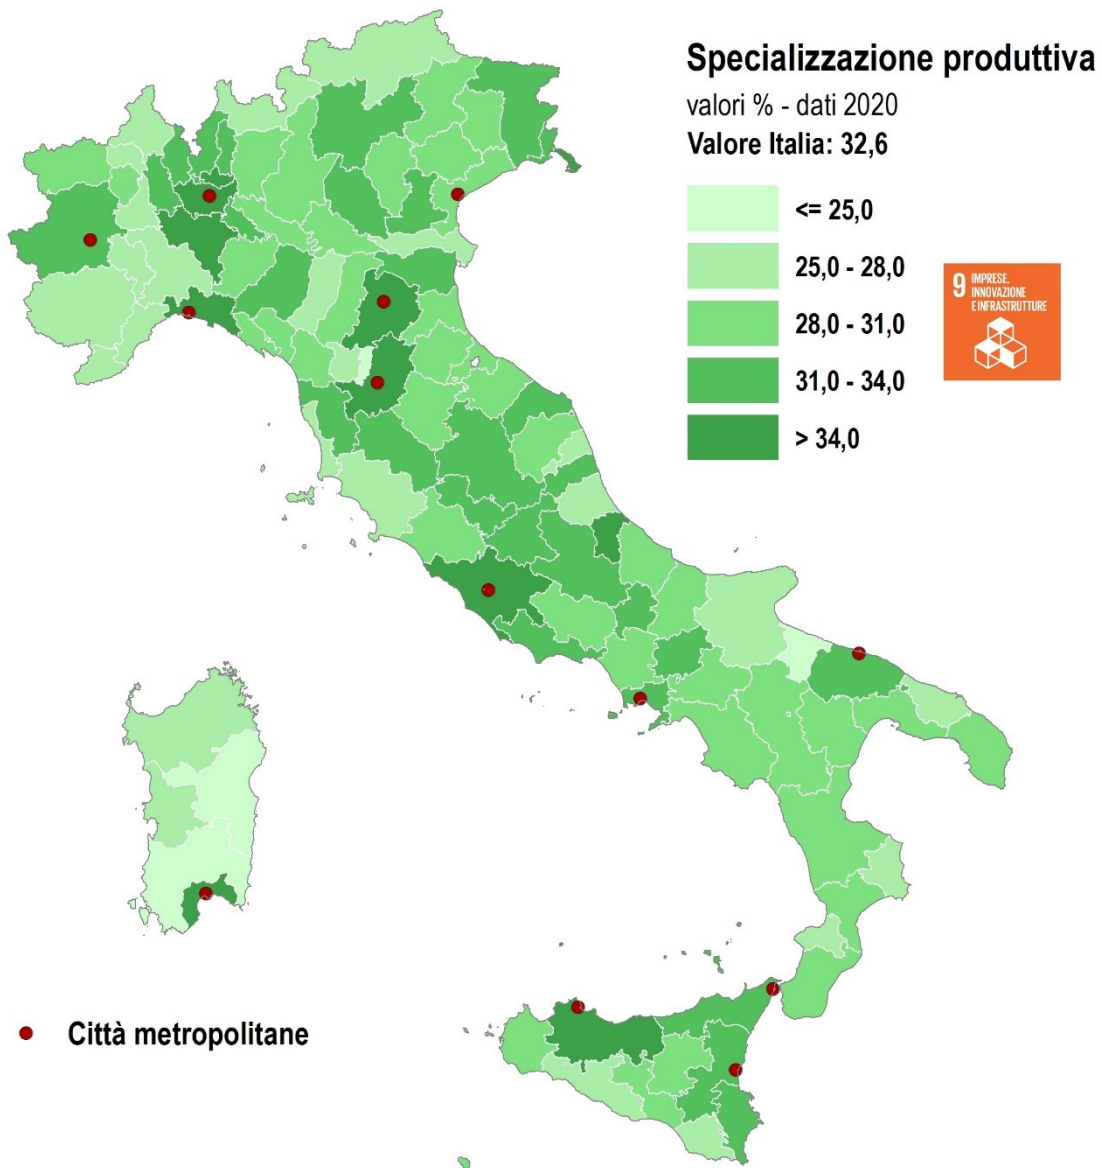 Specializzazione produttiva
valori % - dati 2020
Valore Italia: 32,6
<= 25,0
25,0 - 28,0
28,0 - 31,0
31,0 - 34,0
> 34,0
9 IMPRESE,
INNOVAZIONE
E INFRASTRUTTURE
Città metropolitane